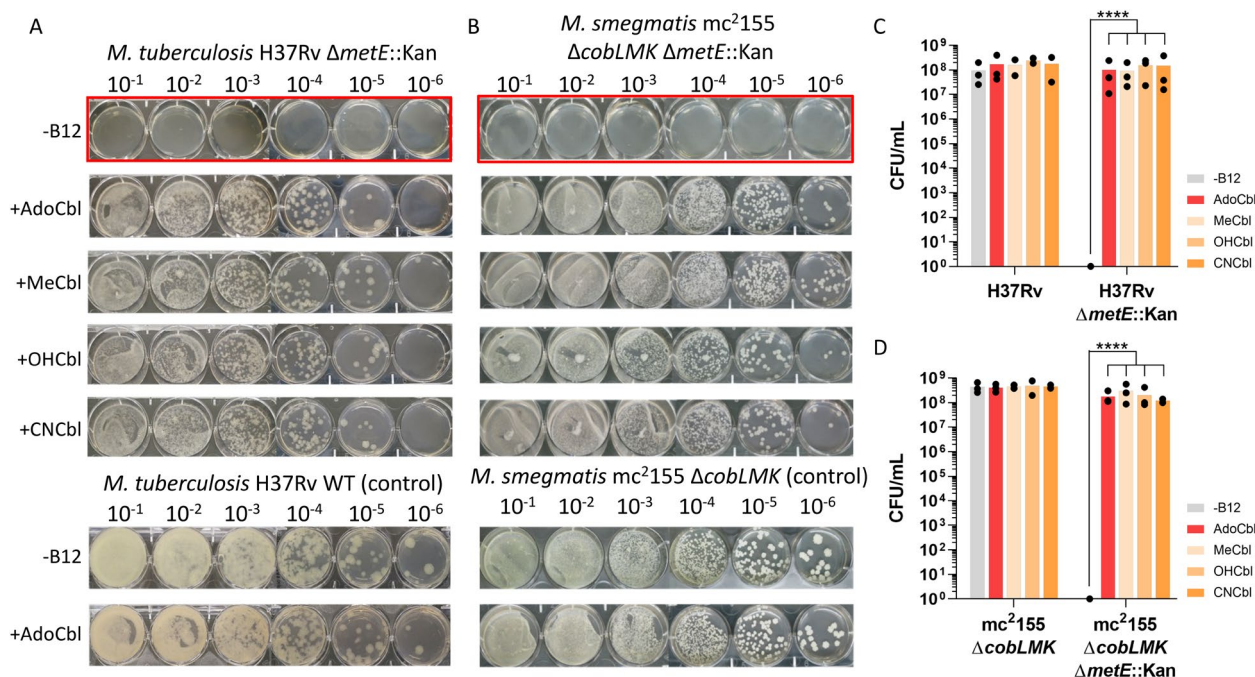 A
M. tuberculosis H37Rv ΔmetE::Kan
10⁻¹ 10⁻² 10⁻³ 10⁻⁴ 10⁻⁵ 10⁻⁶
-B12
+AdoCbl
+MeCbl
+OHCbl
+CNCbl
M. tuberculosis H37Rv WT (control)
10⁻¹ 10⁻² 10⁻³ 10⁻⁴ 10⁻⁵ 10⁻⁶
-B12
+AdoCbl
B
M. smegmatis mc²155
ΔcobLMK ΔmetE::Kan
10⁻¹ 10⁻² 10⁻³ 10⁻⁴ 10⁻⁵ 10⁻⁶
M. smegmatis mc²155 ΔcobLMK (control)
10⁻¹ 10⁻² 10⁻³ 10⁻⁴ 10⁻⁵ 10⁻⁶
C
****
CFU/mL
10⁹
10⁸
10⁷
10⁶
10⁵
10⁴
10³
10²
10¹
10⁰
H37Rv
H37Rv
ΔmetE::Kan
-B12
AdoCbl
MeCbl
OHCbl
CNCbl
D
****
CFU/mL
10⁹
10⁸
10⁷
10⁶
10⁵
10⁴
10³
10²
10¹
10⁰
mc²155
ΔcobLMK
mc²155
ΔcobLMK
ΔmetE::Kan
-B12
AdoCbl
MeCbl
OHCbl
CNCbl